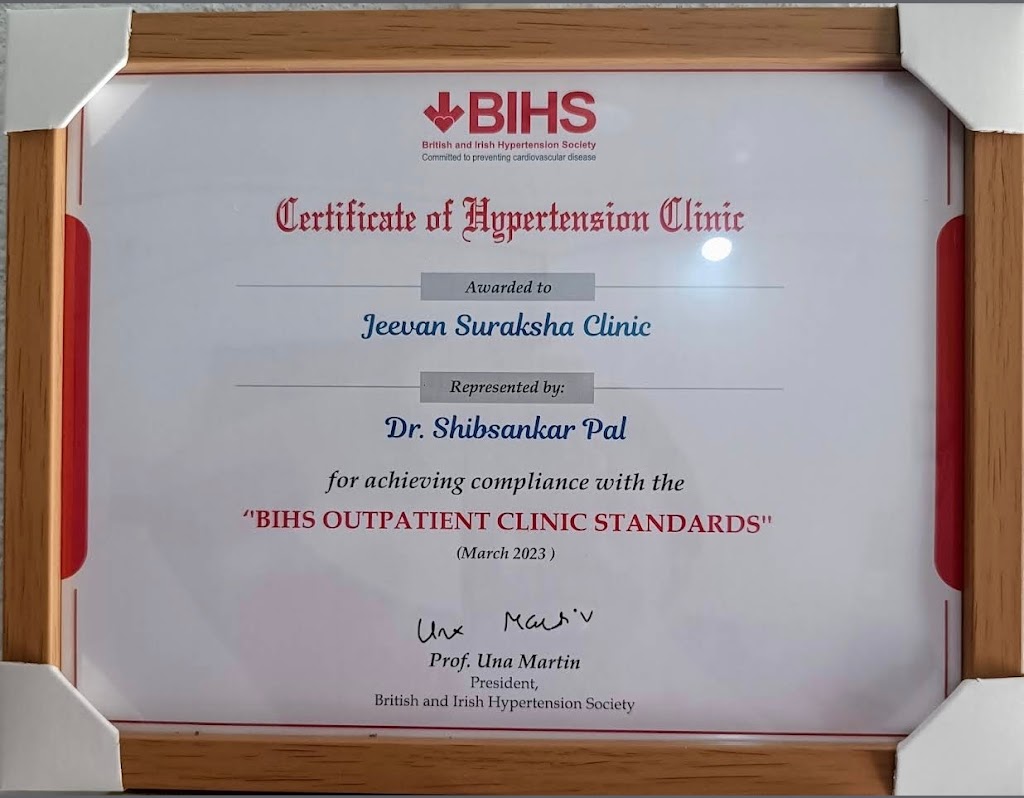 BIHS
British and Irish Hypertension Society
Committed to preventing cardiovascular disease
Certificate of Hypertension Clinic
Awarded to
Jeevan Suraksha Clinic
Represented by:
Dr. Shibsankar Pal
for achieving compliance with the
‘"BIHS OUTPATIENT CLINIC STANDARDS"
(March 2023 )
Una Martin
Prof. Una Martin
President,
British and Irish Hypertension Society